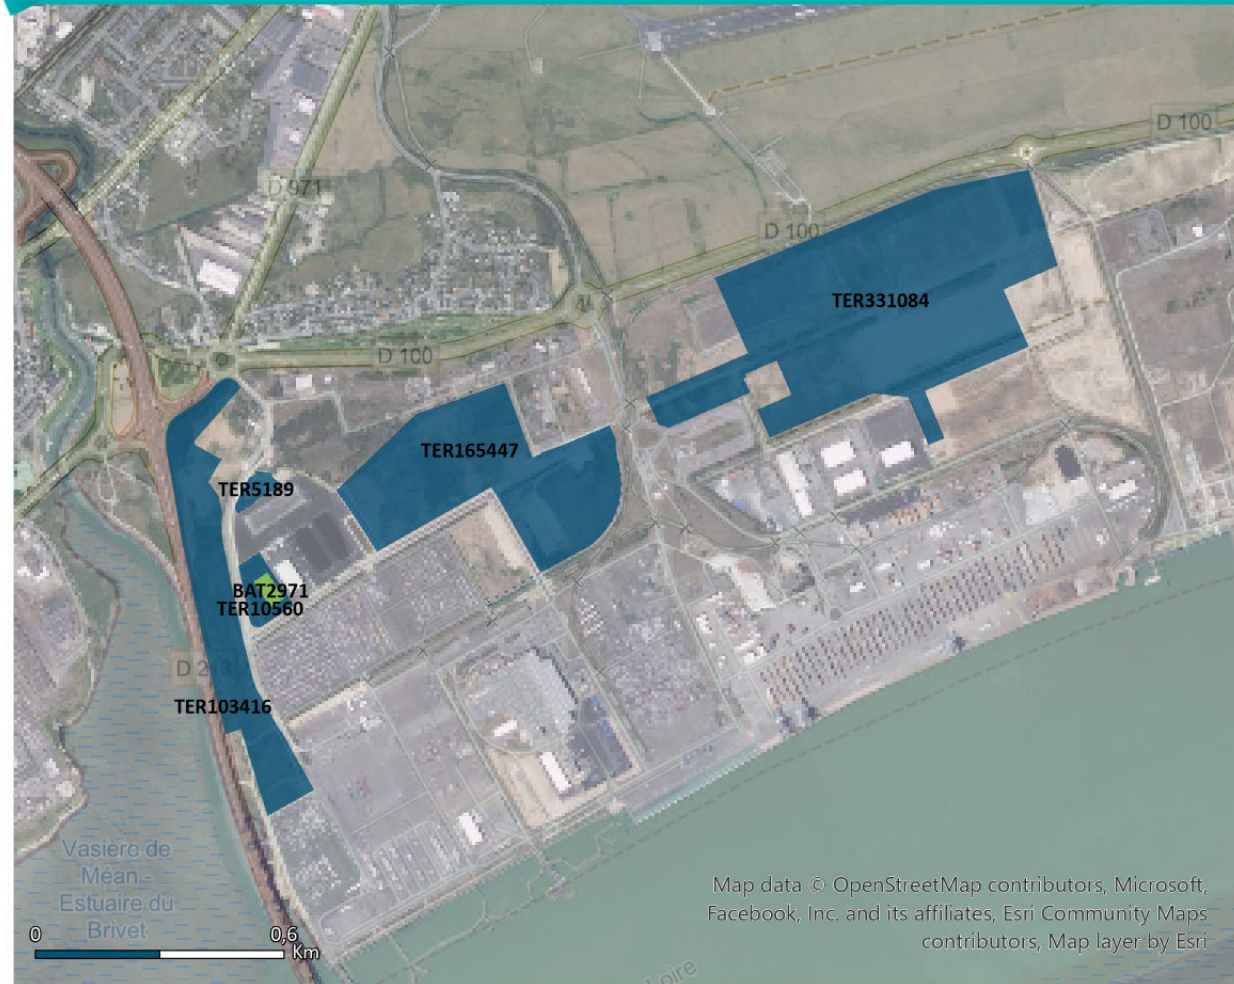 D 100
D 971
D 100
TER331084
D 100
TER165447
TER5189
BAT2971
TER10560
D 213
TER103416
Vasière de
Méan -
Estuaire du
Brivet
Map data © OpenStreetMap contributors, Microsoft,
Facebook, Inc. and its affiliates, Esri Community Maps
contributors, Map layer by Esri
0
0,6
Km
Loire